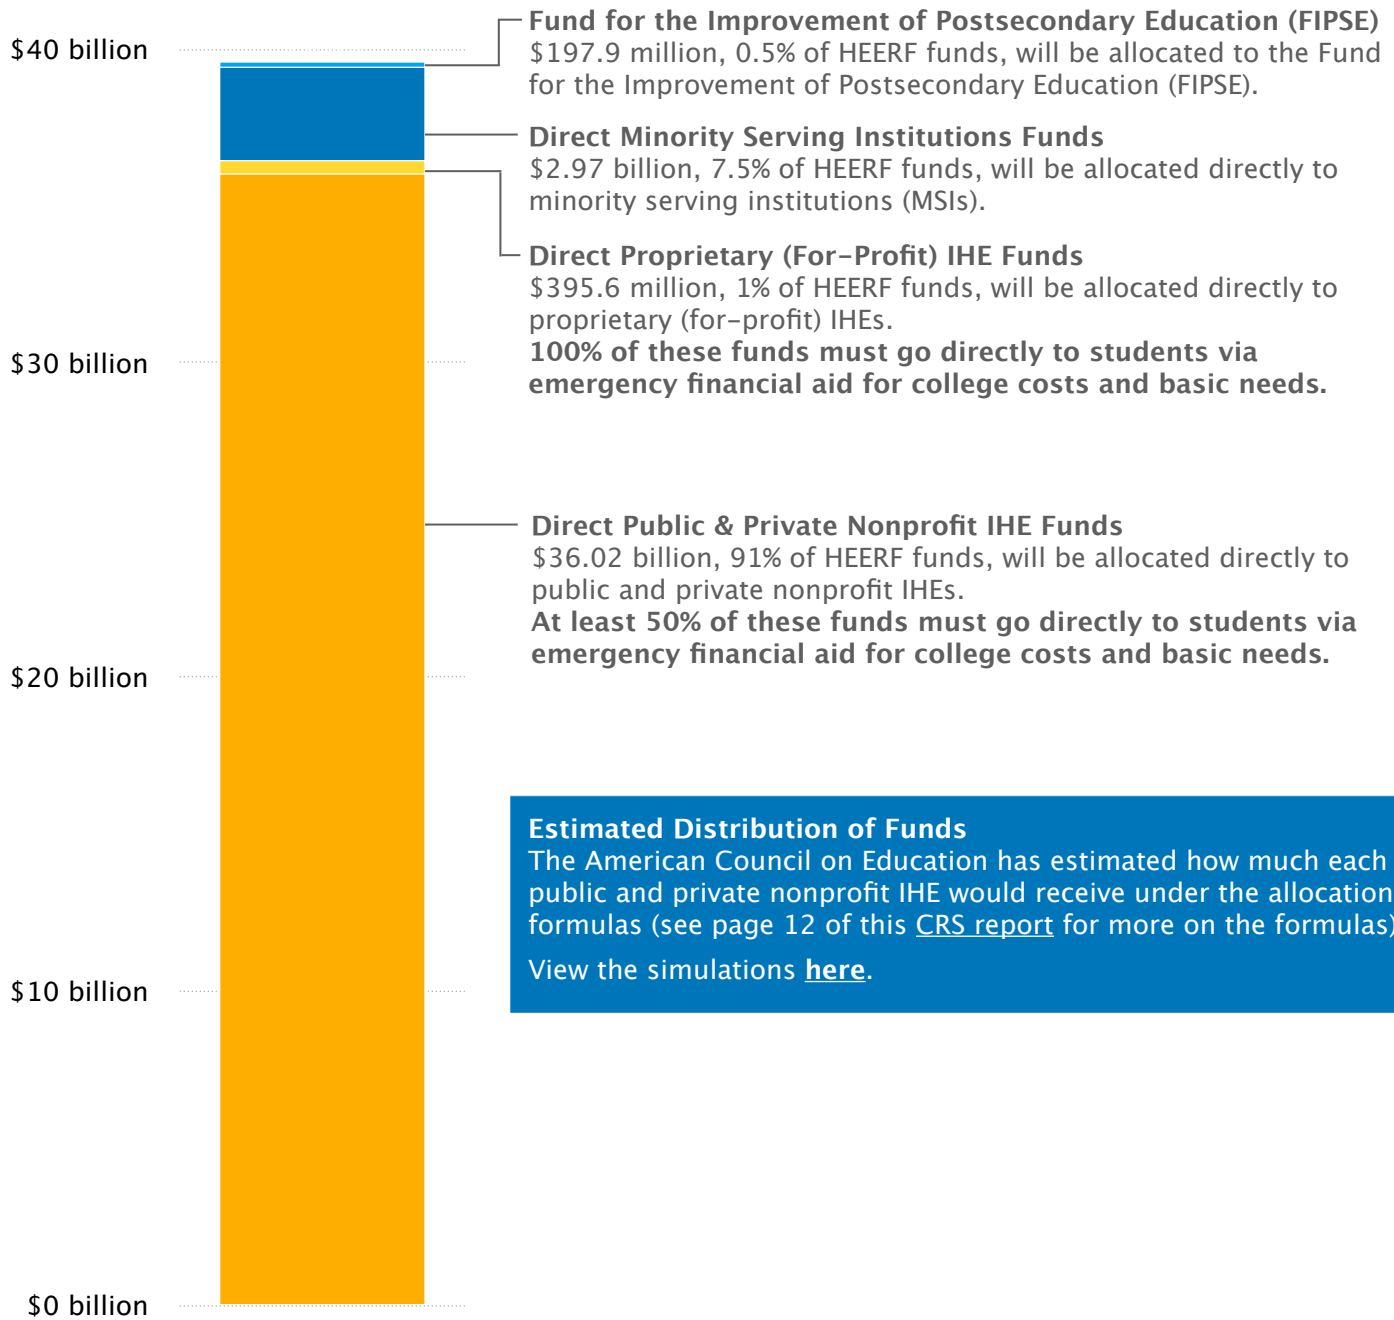 $40 billion
$30 billion
$20 billion
$10 billion
$0 billion
Fund for the Improvement of Postsecondary Education (FIPSE)
$197.9 million, 0.5% of HEERF funds, will be allocated to the Fund
for the Improvement of Postsecondary Education (FIPSE).
Direct Minority Serving Institutions Funds
$2.97 billion, 7.5% of HEERF funds, will be allocated directly to
minority serving institutions (MSIs).
Direct Proprietary (For-Profit) IHE Funds
$395.6 million, 1% of HEERF funds, will be allocated directly to
proprietary (for-profit) IHEs.
100% of these funds must go directly to students via
emergency financial aid for college costs and basic needs.
Direct Public & Private Nonprofit IHE Funds
$36.02 billion, 91% of HEERF funds, will be allocated directly to
public and private nonprofit IHEs.
At least 50% of these funds must go directly to students via
emergency financial aid for college costs and basic needs.
Estimated Distribution of Funds
The American Council on Education has estimated how much each
public and private nonprofit IHE would receive under the allocation
formulas (see page 12 of this CRS report for more on the formulas)
View the simulations here.